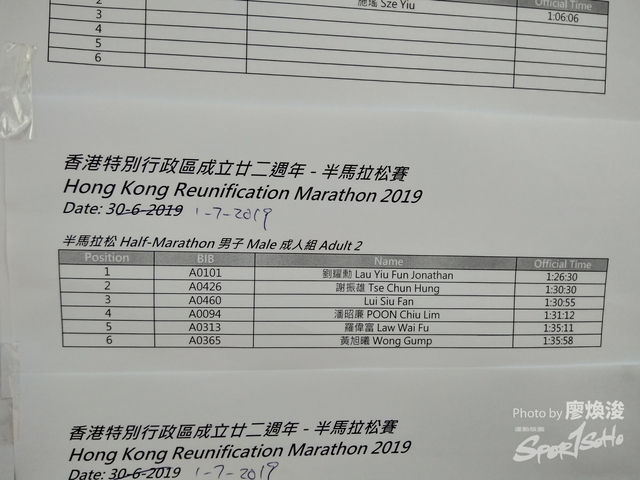 2 施瑤 Sze Yiu Official Time
3 1:06:06
4
5
6
香港特別行政區成立廿二週年 - 半馬拉松賽
Hong Kong Reunification Marathon 2019
Date: 30-6-2019 1-7-2019
半馬拉松 Half-Marathon 男子 Male 成人組 Adult 2
Position BIB Name Official Time
1 A0101 劉耀勳 Lau Yiu Fun Jonathan 1:26:30
2 A0426 謝振雄 Tse Chun Hung 1:30:30
3 A0460 Lui Siu Fan 1:30:55
4 A0094 潘昭廉 POON Chiu Lim 1:31:12
5 A0313 羅偉富 Law Wai Fu 1:35:11
6 A0365 黃旭曦 Wong Gump 1:35:58
香港特別行政區成立廿二週年 - 半馬拉松賽
Hong Kong Reunification Marathon 2019
Date: 30-6-2019 1-7-2019
Photo by 廖煥浚
運動版圖
SportSoHo